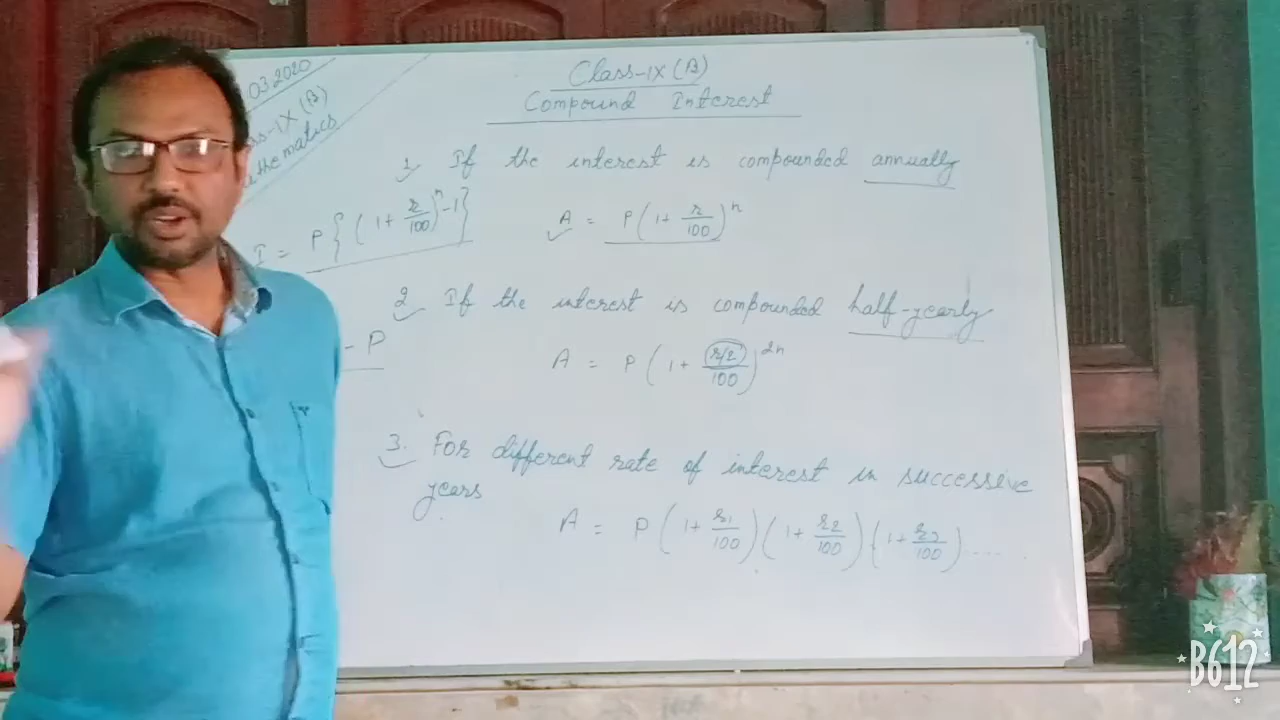 03.2020
ss-IX (B)
thematics
Class-IX (B)
Compound Interest
1. If the interest is compounded annually
I = P{(1+r/100)^n-1}
A = P(1+r/100)^n
2. If the interest is compounded half-yearly
- P
A = P(1+(r/2)/100)^2n
3. For different rate of interest in successive
years
A = P(1+r1/100)(1+r2/100)(1+r3/100).....
B612